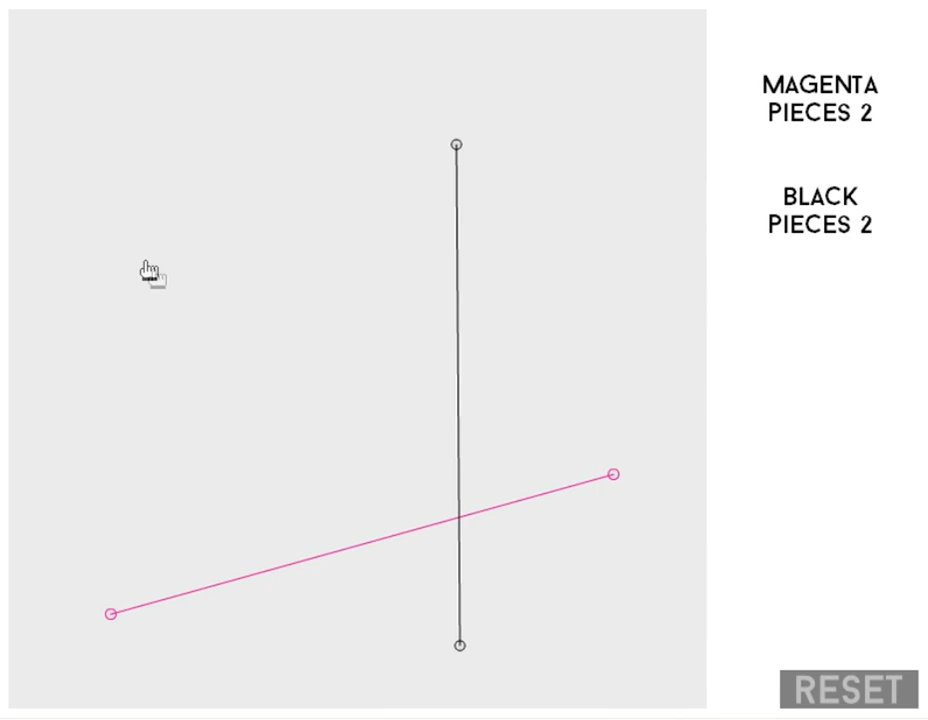 MAGENTA
PIECES 2
BLACK
PIECES 2
RESET